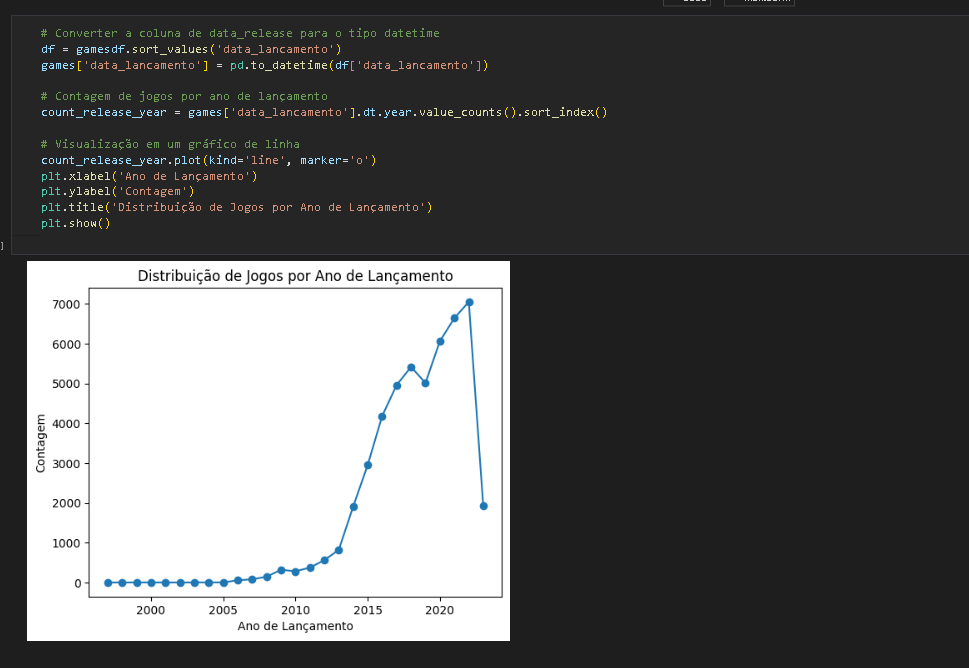 # Converter a coluna de data_release para o tipo datetime
df = gamesdf.sort_values('data_lancamento')
games['data_lancamento'] = pd.to_datetime(df['data_lancamento'])
# Contagem de jogos por ano de lançamento
count_release_year = games['data_lancamento'].dt.year.value_counts().sort_index()
# Visualização em um gráfico de linha
count_release_year.plot(kind='line', marker='o')
plt.xlabel('Ano de Lançamento')
plt.ylabel('Contagem')
plt.title('Distribuição de Jogos por Ano de Lançamento')
plt.show()
]
Distribuição de Jogos por Ano de Lançamento
7000
6000
5000
4000
3000
2000
1000
0
Contagem
2000 2005 2010 2015 2020
Ano de Lançamento